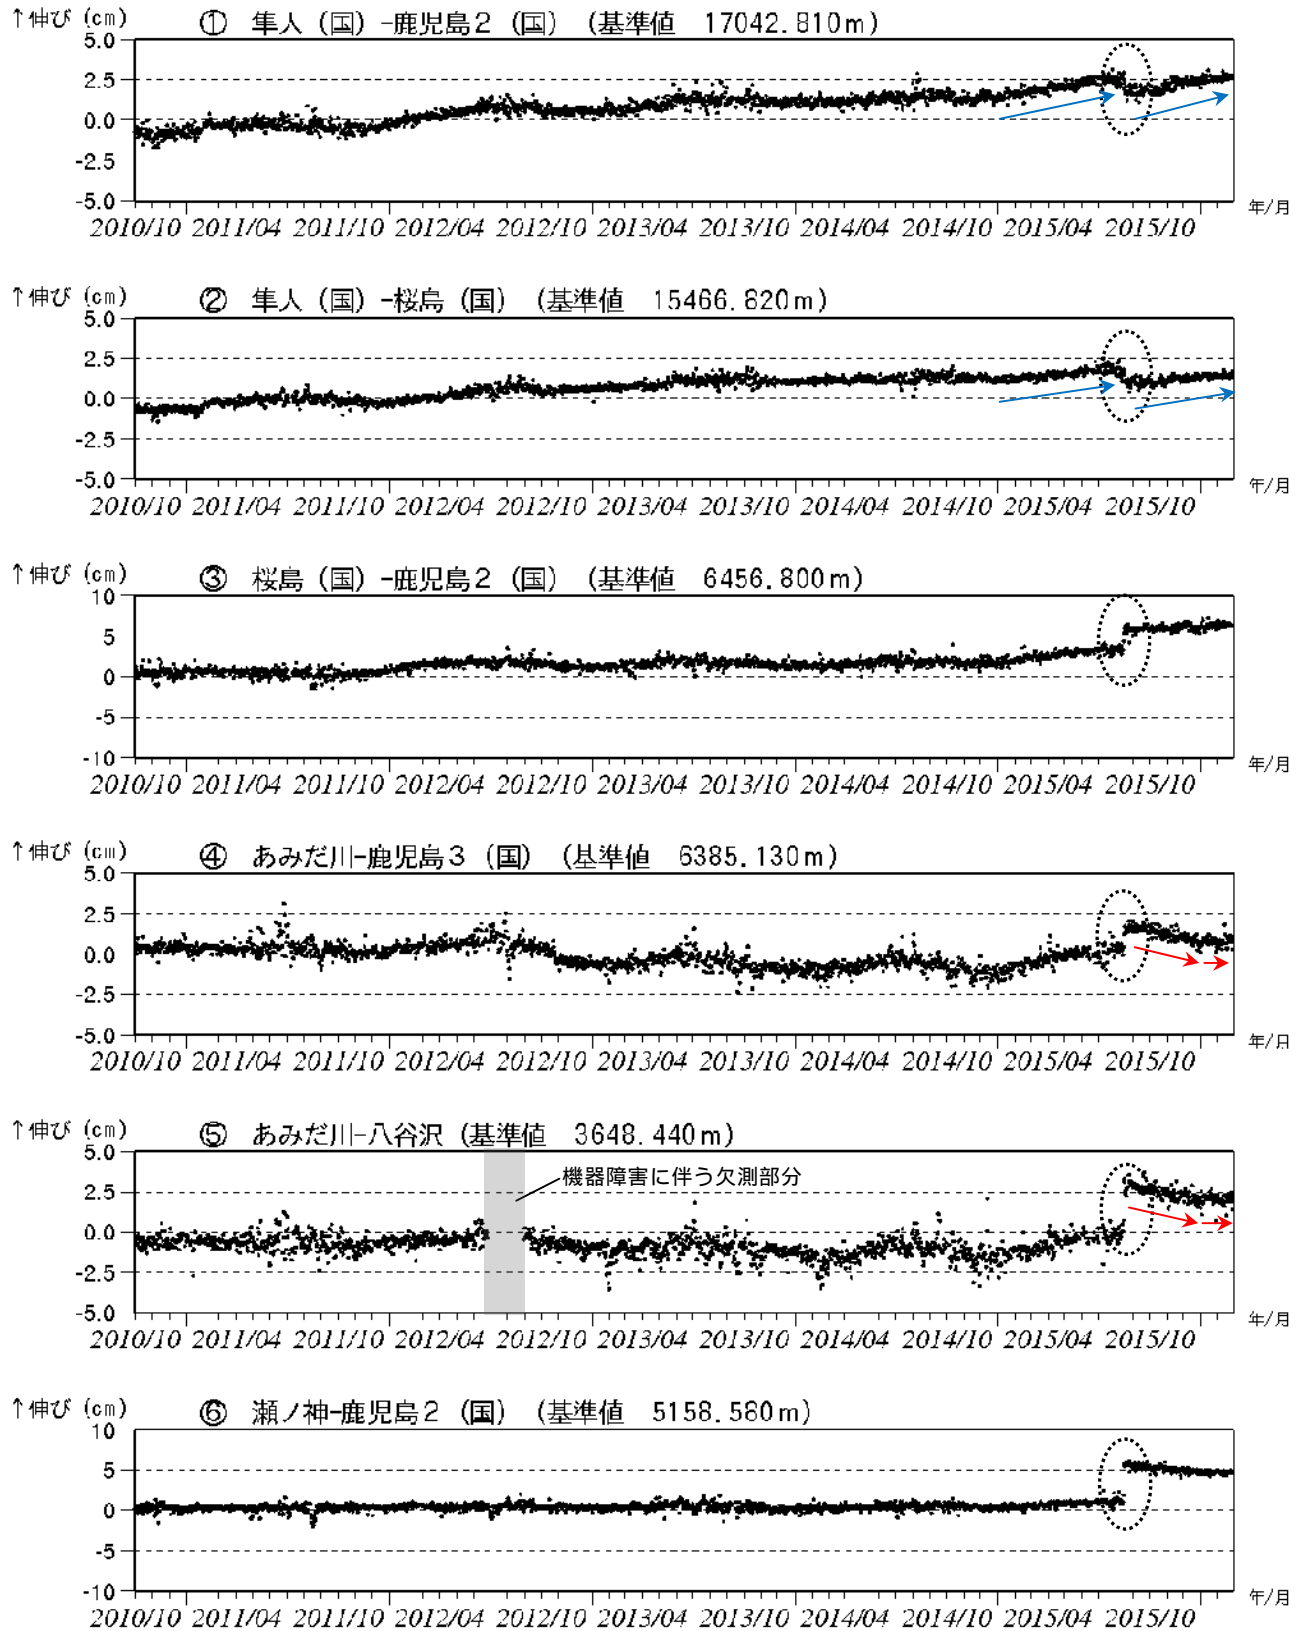 ↑伸び (cm) ① 隼人 (国) -鹿児島2 (国) (基準値 17042.810m)
5.0
2.5
0.0
-2.5
-5.0
2010/10 2011/04 2011/10 2012/04 2012/10 2013/04 2013/10 2014/04 2014/10 2015/04 2015/10 年/月
↑伸び (cm) ② 隼人 (国) -桜島 (国) (基準値 15466.820m)
5.0
2.5
0.0
-2.5
-5.0
2010/10 2011/04 2011/10 2012/04 2012/10 2013/04 2013/10 2014/04 2014/10 2015/04 2015/10 年/月
↑伸び (cm) ③ 桜島 (国) -鹿児島2 (国) (基準値 6456.800m)
10
5
0
-5
-10
2010/10 2011/04 2011/10 2012/04 2012/10 2013/04 2013/10 2014/04 2014/10 2015/04 2015/10 年/月
↑伸び (cm) ④ あみだ川-鹿児島3 (国) (基準値 6385.130m)
5.0
2.5
0.0
-2.5
-5.0
2010/10 2011/04 2011/10 2012/04 2012/10 2013/04 2013/10 2014/04 2014/10 2015/04 2015/10 年/月
↑伸び (cm) ⑤ あみだ川-八谷沢 (基準値 3648.440m)
5.0
機器障害に伴う欠測部分
2.5
0.0
-2.5
-5.0
2010/10 2011/04 2011/10 2012/04 2012/10 2013/04 2013/10 2014/04 2014/10 2015/04 2015/10 年/月
↑伸び (cm) ⑥ 瀬ノ神-鹿児島2 (国) (基準値 5158.580m)
10
5
0
-5
-10
2010/10 2011/04 2011/10 2012/04 2012/10 2013/04 2013/10 2014/04 2014/10 2015/04 2015/10 年/月